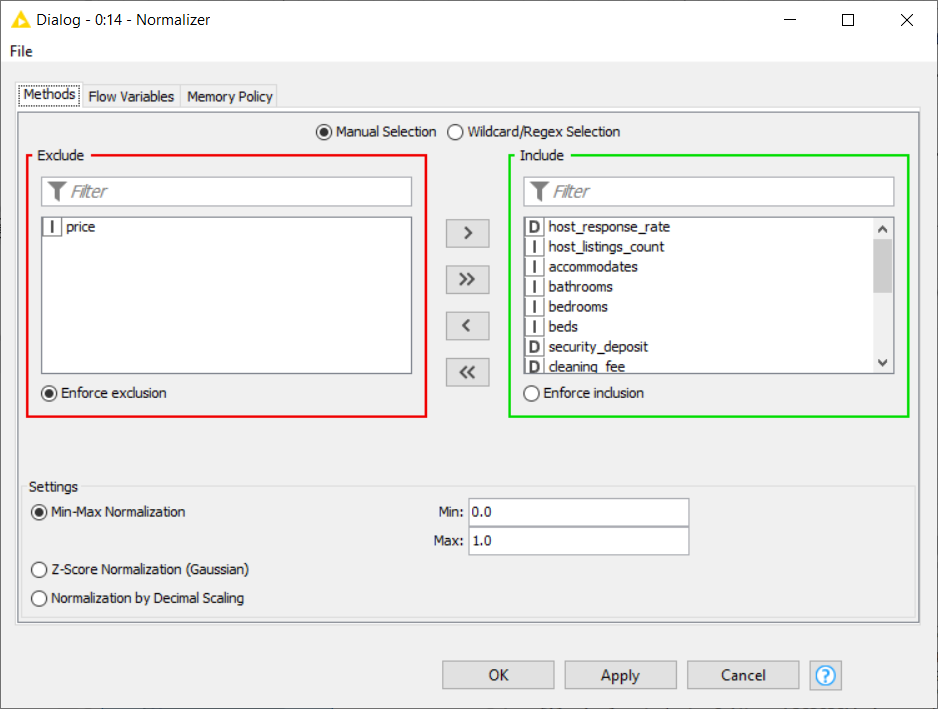 Dialog - 0:14 - Normalizer
File
Methods Flow Variables Memory Policy
Manual Selection Wildcard/Regex Selection
Exclude
Filter
I price
Enforce exclusion
>
>>
<
<<
Include
Filter
D host_response_rate
I host_listings_count
I accommodates
I bathrooms
I bedrooms
I beds
D security_deposit
D cleaning_fee
Enforce inclusion
Settings
Min-Max Normalization Min: 0.0
Max: 1.0
Z-Score Normalization (Gaussian)
Normalization by Decimal Scaling
OK Apply Cancel ?